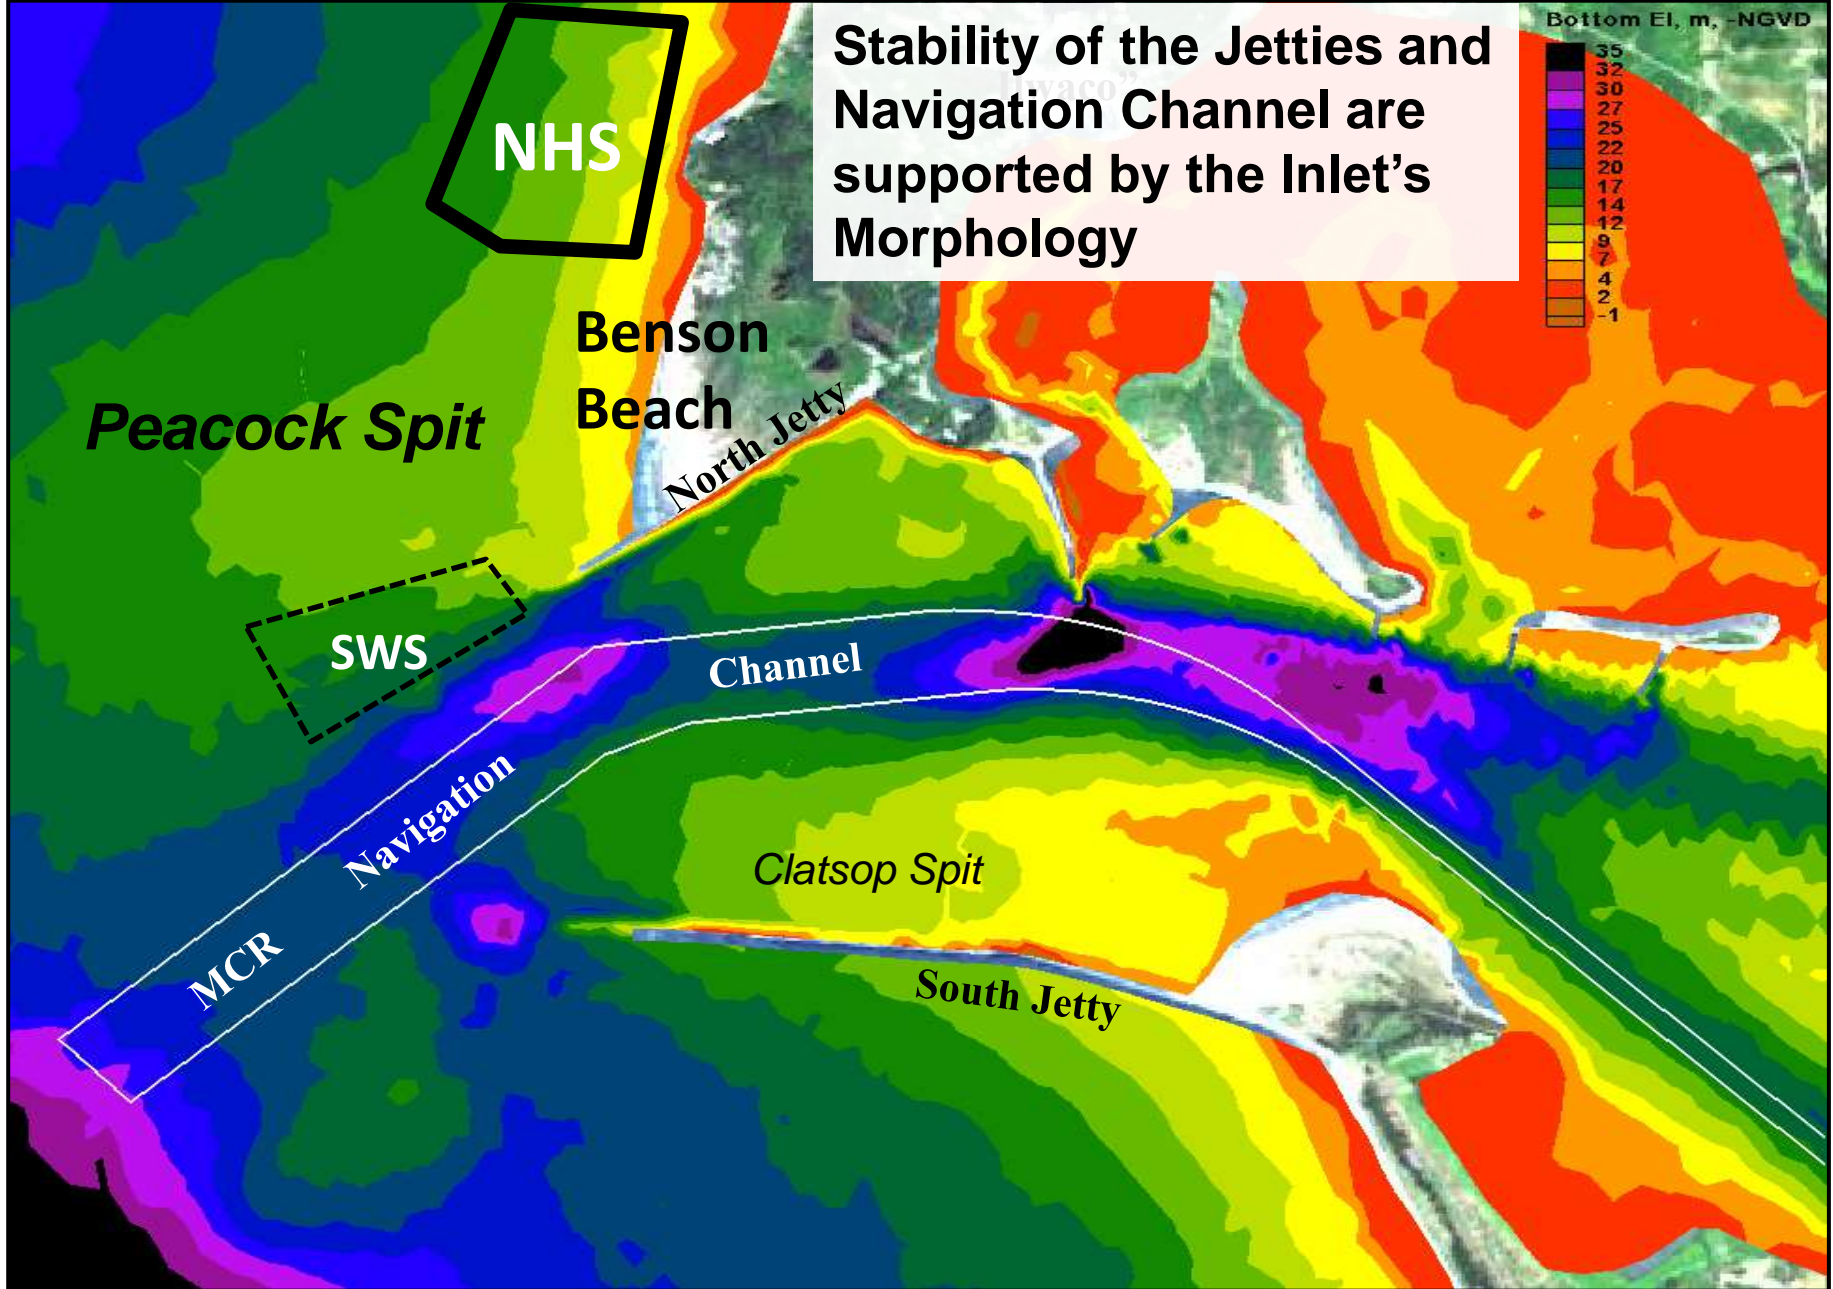 Stability of the Jetties and
Navigation Channel are
supported by the Inlet’s
Morphology
Bottom El, m, -NGVD
35
32
30
27
25
22
20
17
14
12
9
7
4
2
-1
NHS
Benson
Beach
Peacock Spit
North Jetty
SWS
Channel
Navigation
MCR
Clatsop Spit
South Jetty